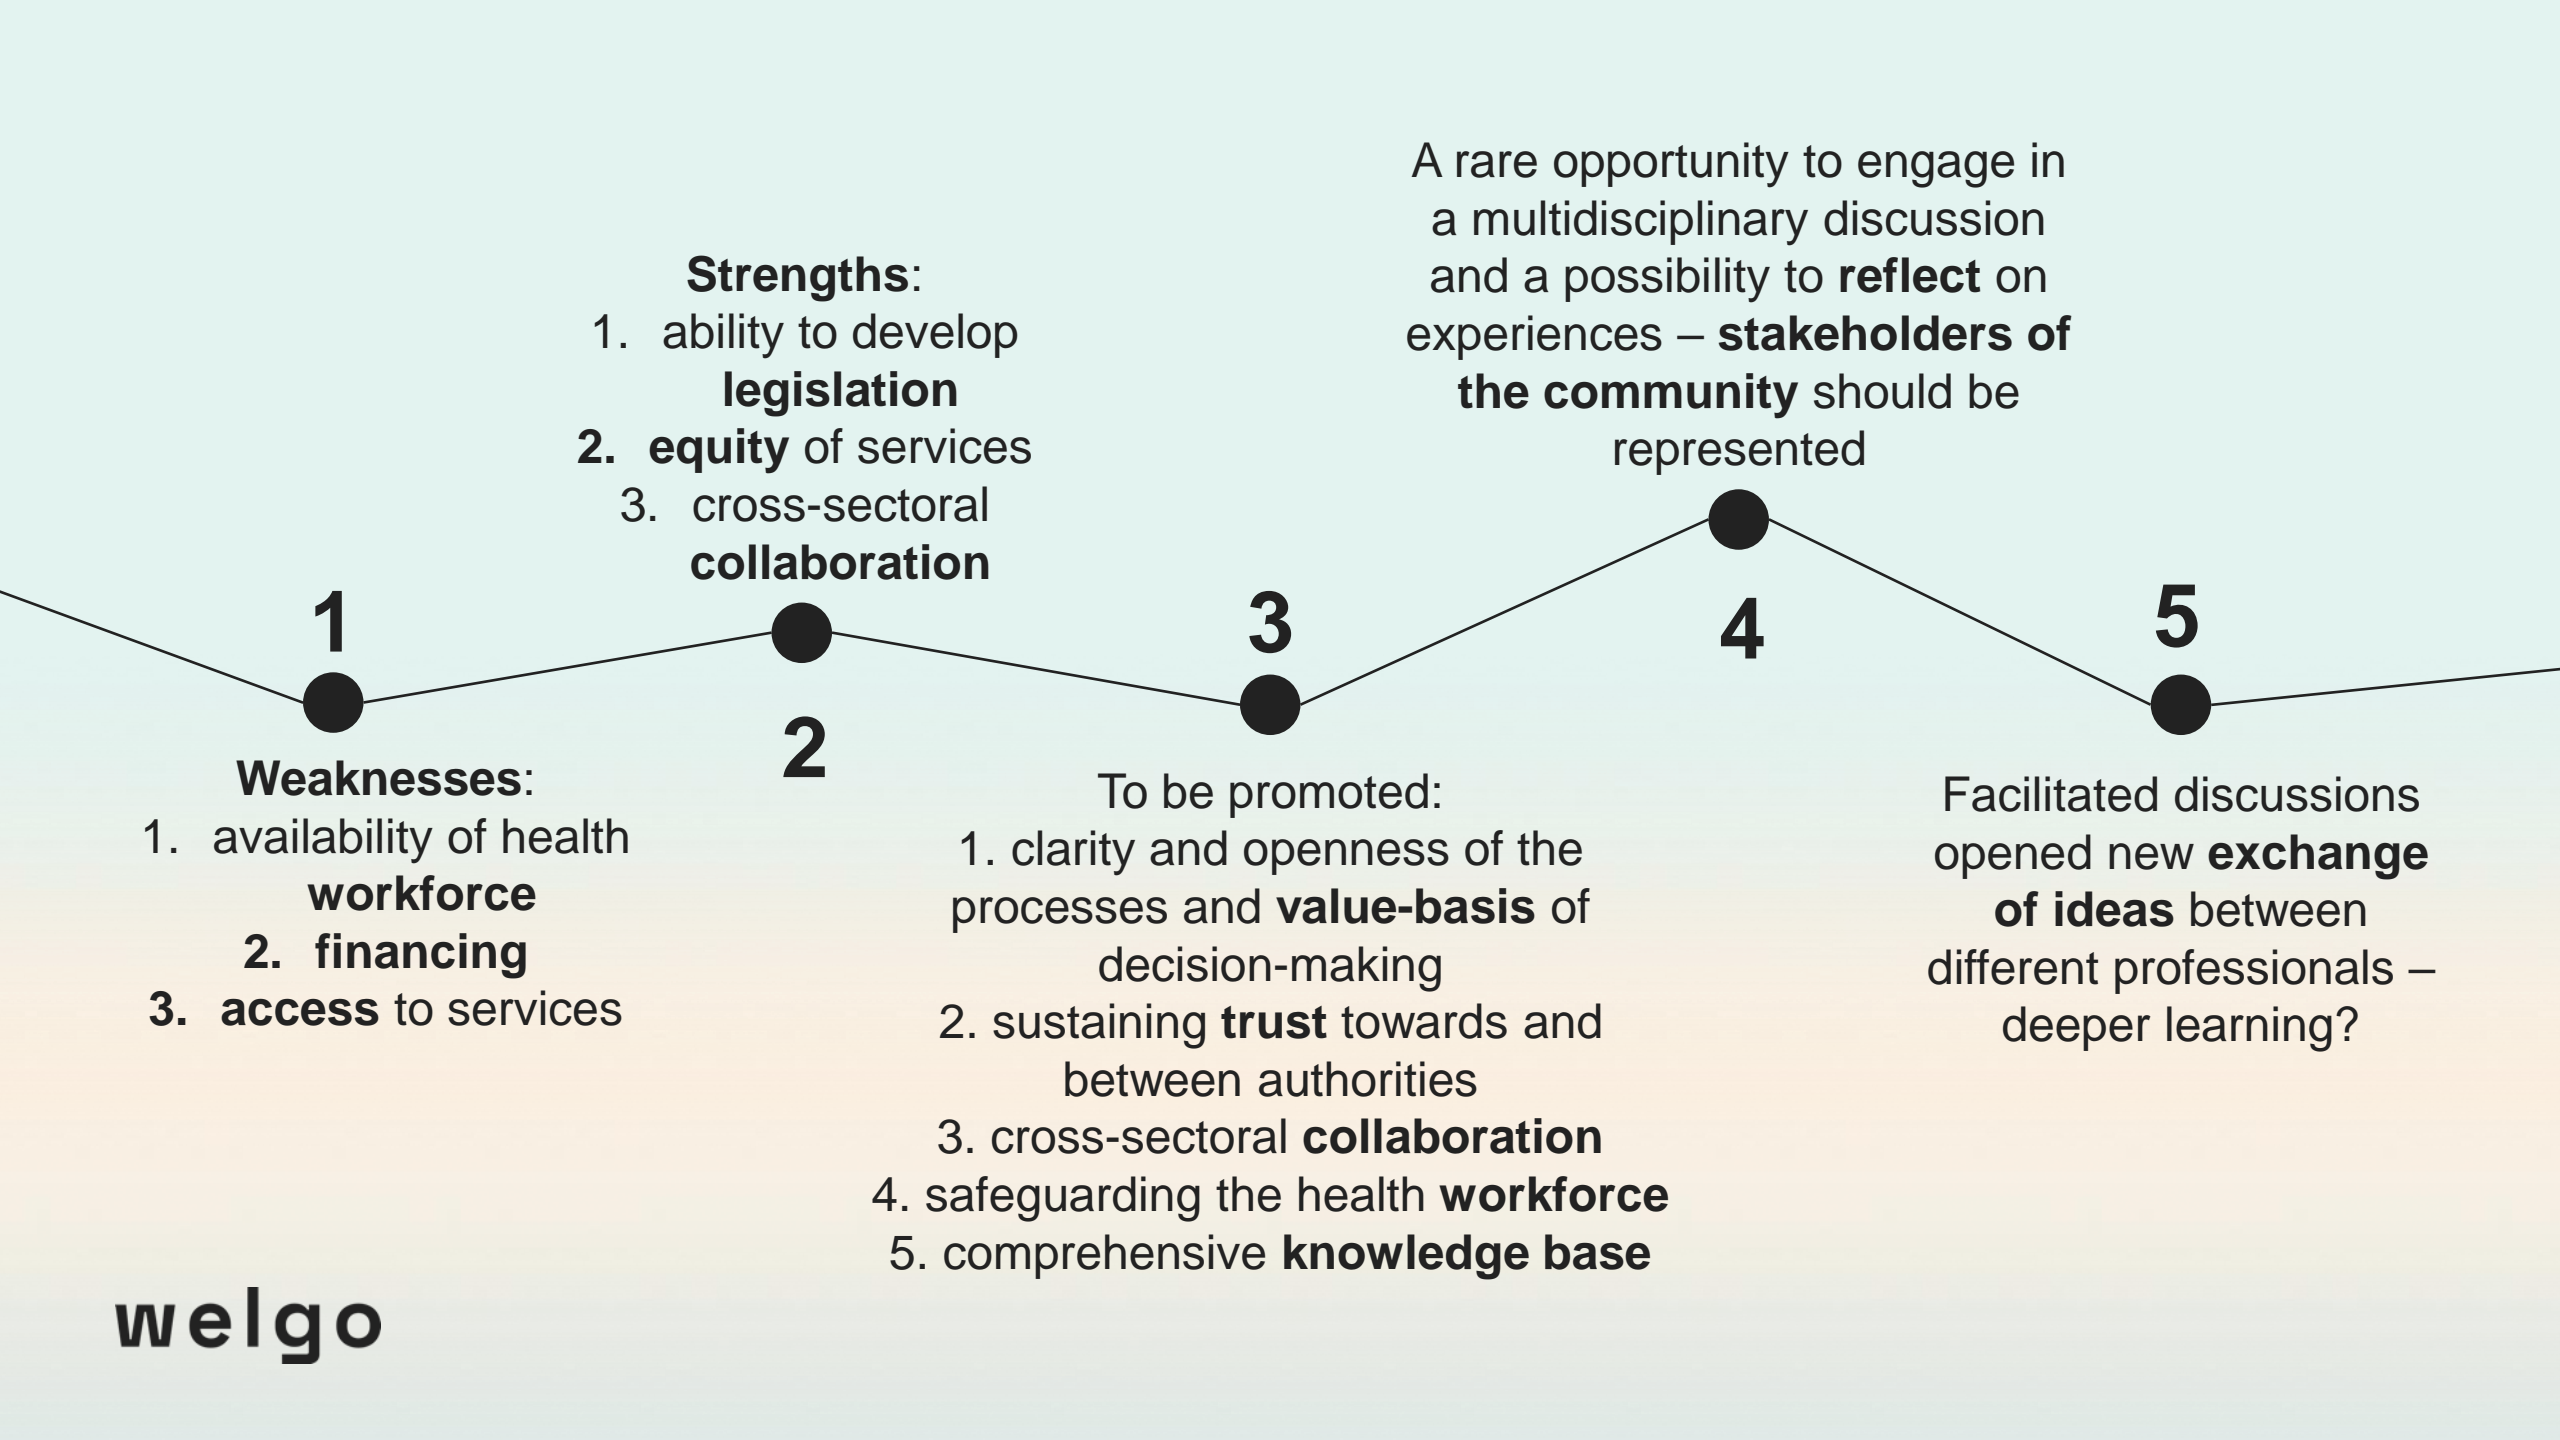 1
Weaknesses:
1. availability of health
workforce
2. financing
3. access to services
Strengths:
1. ability to develop
legislation
2. equity of services
3. cross-sectoral
collaboration
2
3
To be promoted:
1. clarity and openness of the
processes and value-basis of
decision-making
2. sustaining trust towards and
between authorities
3. cross-sectoral collaboration
4. safeguarding the health workforce
5. comprehensive knowledge base
A rare opportunity to engage in
a multidisciplinary discussion
and a possibility to reflect on
experiences – stakeholders of
the community should be
represented
4
5
Facilitated discussions
opened new exchange
of ideas between
different professionals –
deeper learning?
welgo